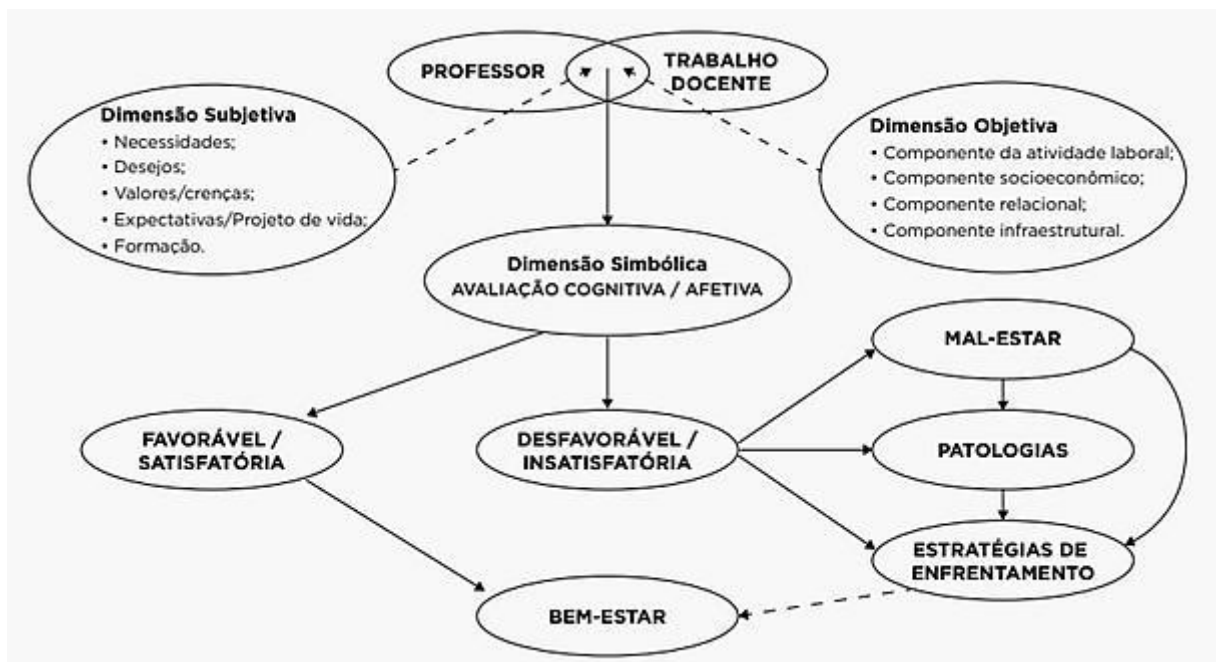 PROFESSOR
TRABALHO
DOCENTE
Dimensão Subjetiva
• Necessidades;
• Desejos;
• Valores/crenças;
• Expectativas/Projeto de vida;
• Formação.
Dimensão Objetiva
• Componente da atividade laboral;
• Componente socioeconômico;
• Componente relacional;
• Componente infraestrutural.
Dimensão Simbólica
AVALIAÇÃO COGNITIVA / AFETIVA
MAL-ESTAR
FAVORÁVEL /
SATISFATÓRIA
DESFAVORÁVEL /
INSATISFATÓRIA
PATOLOGIAS
ESTRATÉGIAS DE
ENFRENTAMENTO
BEM-ESTAR